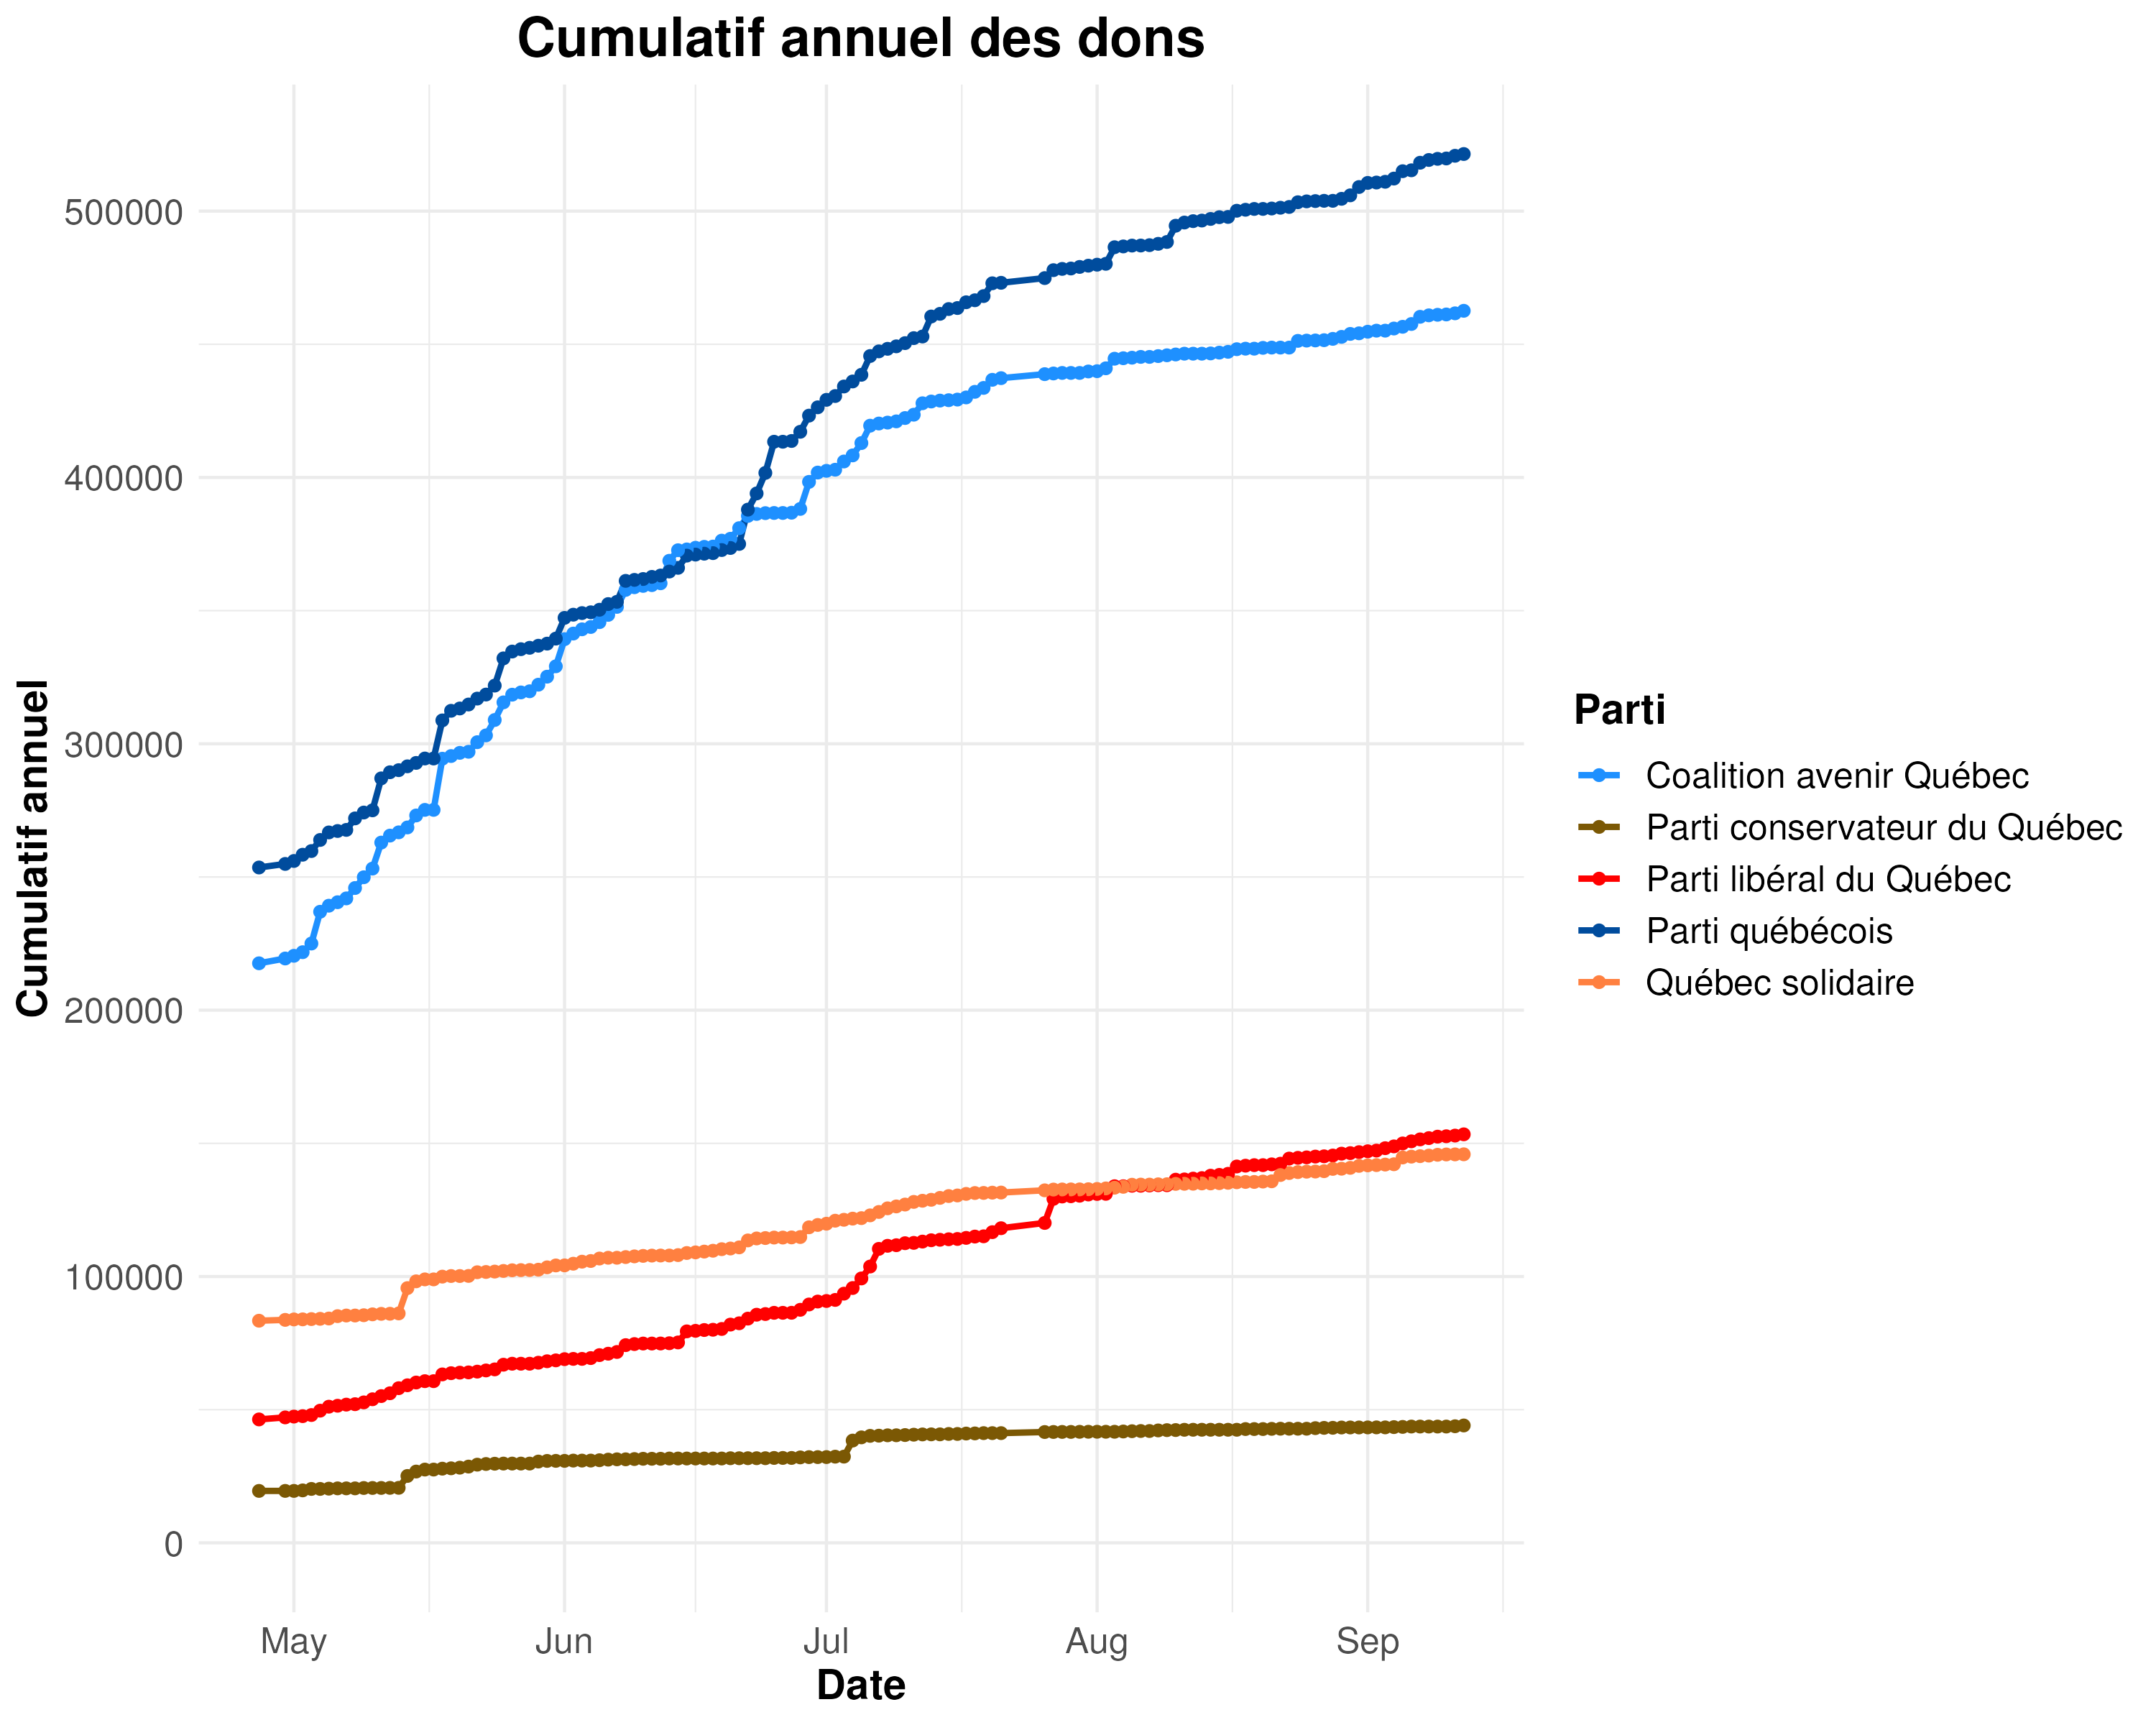 Cumulatif annuel des dons
Cumulatif annuel
500000
400000
300000
200000
100000
0
May Jun Jul Aug Sep
Date
Parti
Coalition avenir Québec
Parti conservateur du Québec
Parti libéral du Québec
Parti québécois
Québec solidaire